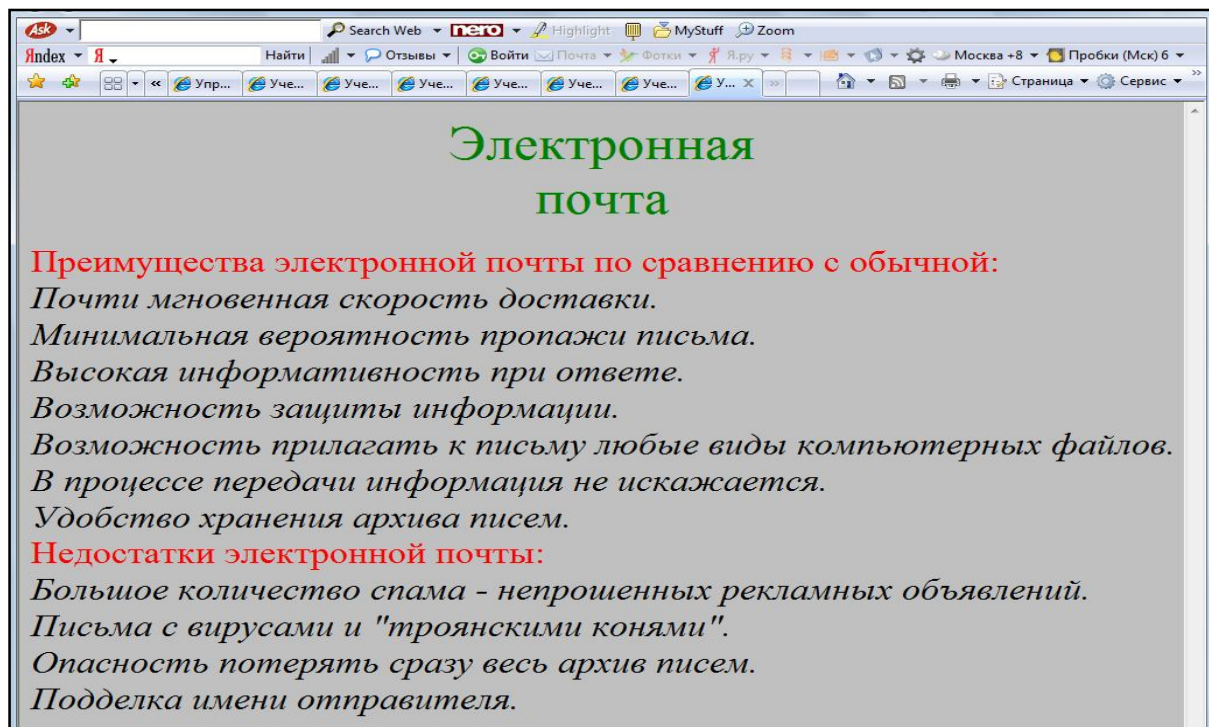 Ask Search Web nero Highlight MyStuff Zoom
Яndex Я Найти Отзывы Войти Почта Фотки Я.ру Москва +8 Пробки (Мск) 6
« Упр... Уче... Уче... Уче... Уче... Уче... Уче... У... X » Страница Сервис »
Электронная
почта
Преимущества электронной почты по сравнению с обычной:
Почти мгновенная скорость доставки.
Минимальная вероятность пропажи письма.
Высокая информативность при ответе.
Возможность защиты информации.
Возможность прилагать к письму любые виды компьютерных файлов.
В процессе передачи информация не искажается.
Удобство хранения архива писем.
Недостатки электронной почты:
Большое количество спама - непрошенных рекламных объявлений.
Письма с вирусами и "троянскими конями".
Опасность потерять сразу весь архив писем.
Подделка имени отправителя.